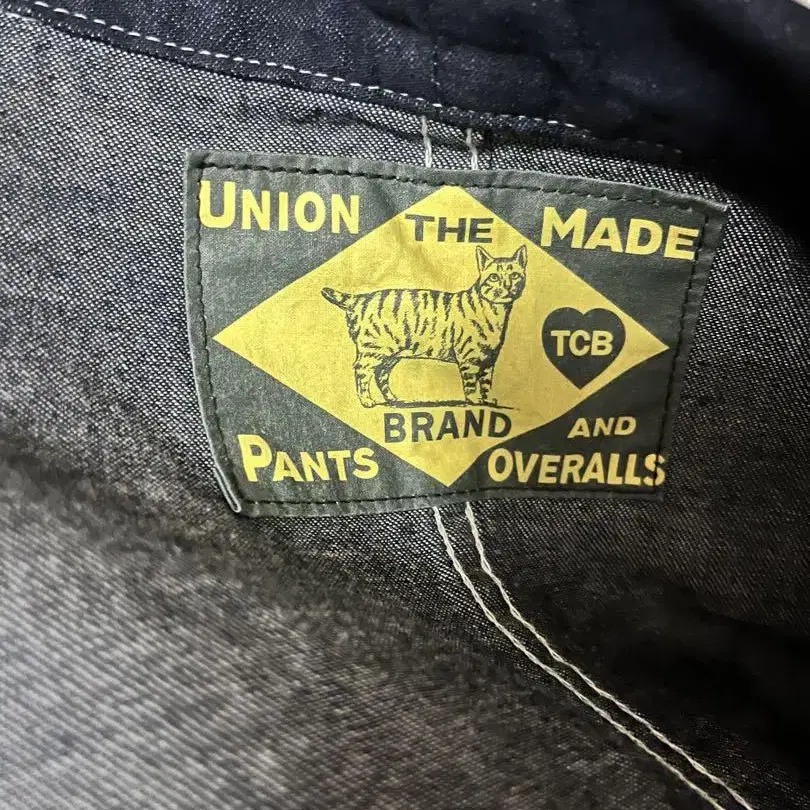 UNION THE MADE
TCB
BRAND AND
PANTS OVERALLS